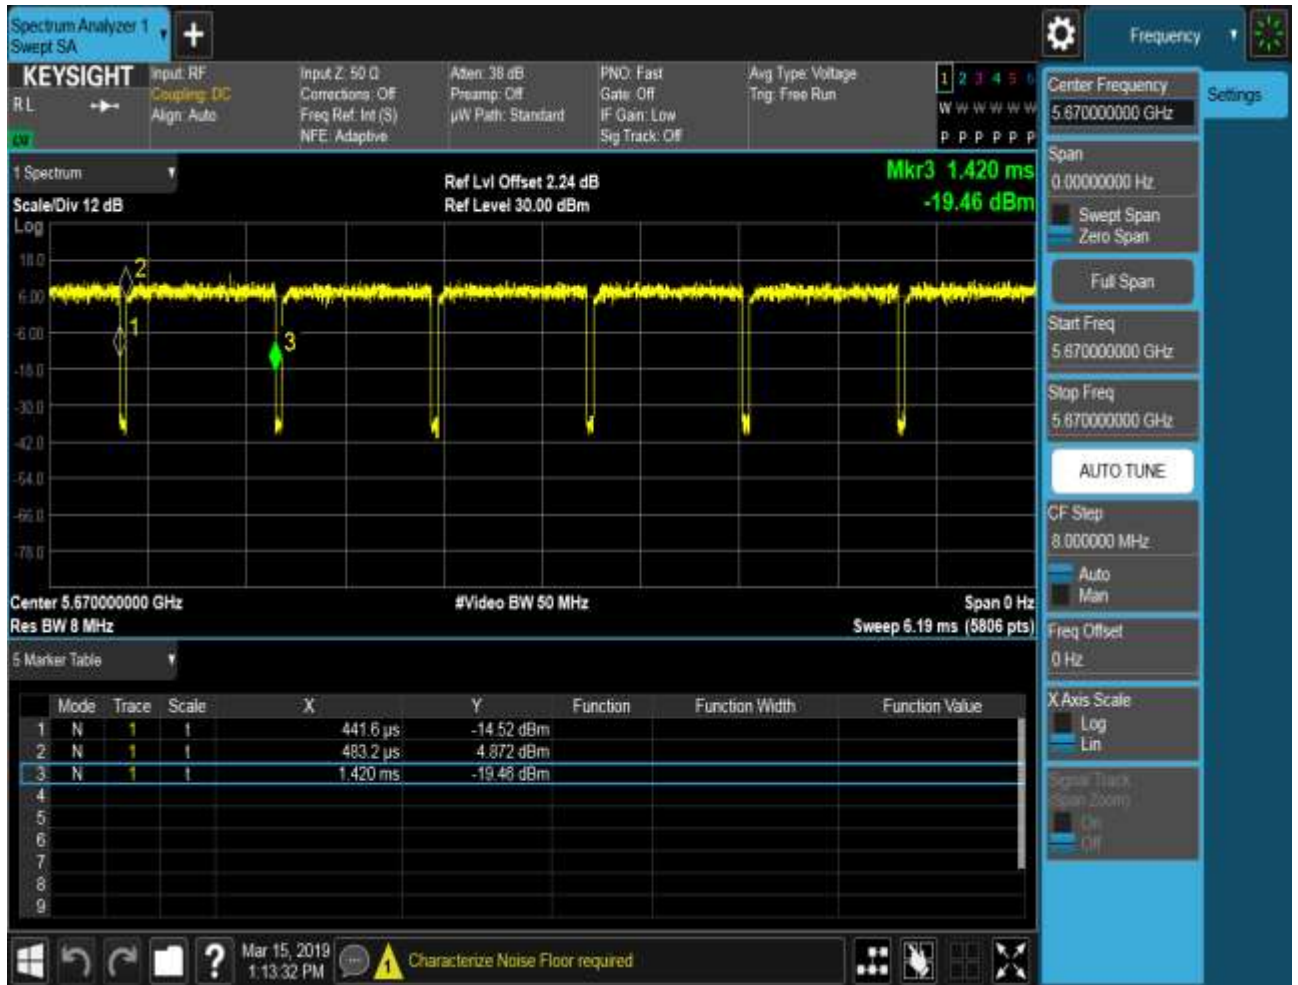 Spectrum Analyzer 1
Swept SA
Frequency
KEYSIGHT
RL
Input: RF
Coupling: DC
Align: Auto
Input Z: 50 Ω
Corrections: Off
Freq Ref: Int (S)
NFE: Adaptive
Atten: 38 dB
Preamp: Off
µW Path: Standard
PNO: Fast
Gate: Off
IF Gain: Low
Sig Track: Off
Avg Type: Voltage
Trig: Free Run
1 2 3 4 5 6
W W W W W W
P P P P P P
Center Frequency
5.670000000 GHz
Settings
1 Spectrum
Scale/Div 12 dB
Ref Lvl Offset 2.24 dB
Ref Level 30.00 dBm
Mkr3 1.420 ms
-19.46 dBm
Span
0.00000000 Hz
Swept Span
Zero Span
Full Span
Start Freq
5.670000000 GHz
Stop Freq
5.670000000 GHz
AUTO TUNE
CF Step
8.000000 MHz
Auto
Man
Freq Offset
0 Hz
X Axis Scale
Log
Lin
Signal Track
(Span Zoom)
On
Off
Log
18.0
6.00
-6.00
-18.0
-30.0
-42.0
-54.0
-66.0
-78.0
1
2
3
Center 5.670000000 GHz
#Video BW 50 MHz
Span 0 Hz
Res BW 8 MHz
Sweep 6.19 ms (5806 pts)
5 Marker Table
Mode Trace Scale X Y Function Function Width Function Value
1 N 1 t 441.6 µs -14.52 dBm
2 N 1 t 483.2 µs 4.872 dBm
3 N 1 t 1.420 ms -19.46 dBm
4
5
6
7
8
9
?
Mar 15, 2019
1:13:32 PM
1
Characterize Noise Floor required